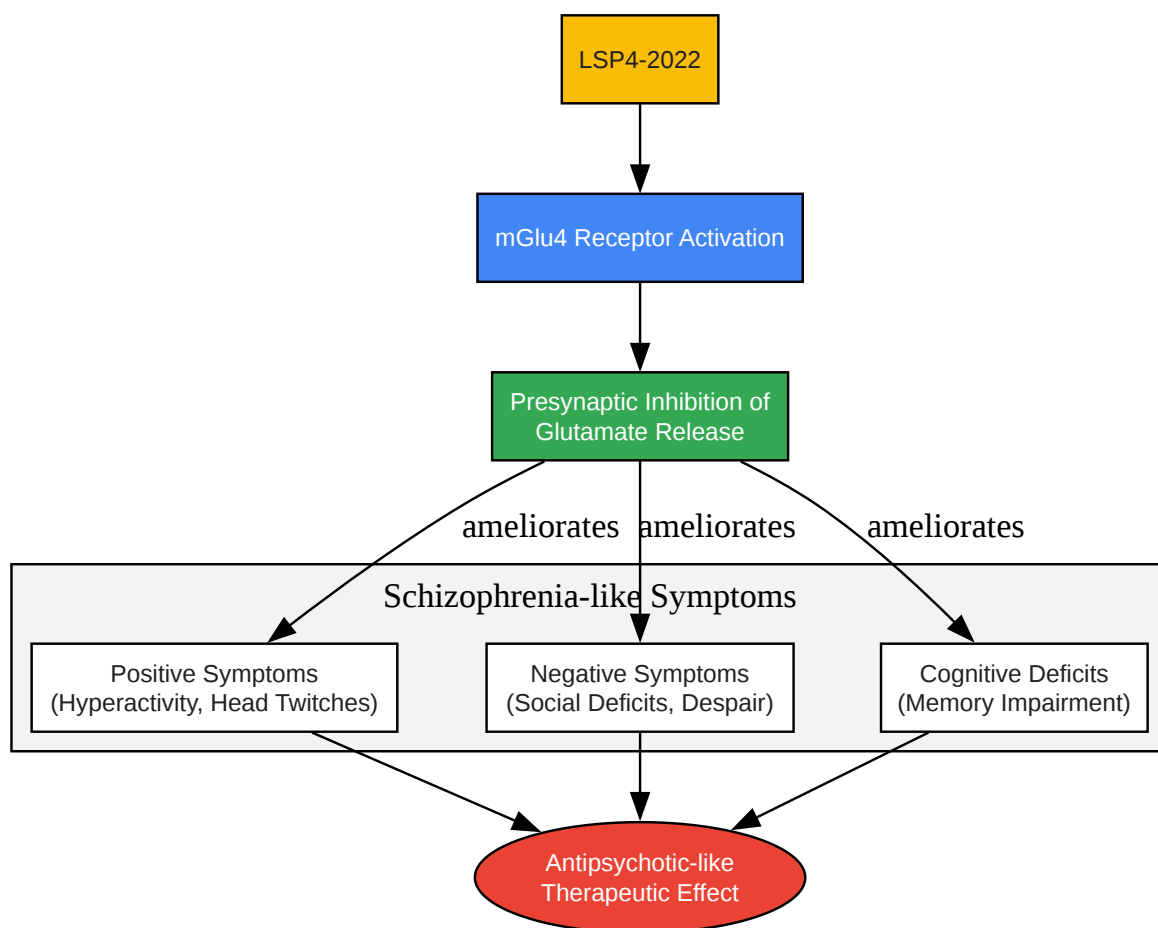 LSP4-2022
mGlu4 Receptor Activation
Presynaptic Inhibition of
Glutamate Release
ameliorates
ameliorates
ameliorates
Schizophrenia-like Symptoms
Positive Symptoms
(Hyperactivity, Head Twitches)
Negative Symptoms
(Social Deficits, Despair)
Cognitive Deficits
(Memory Impairment)
Antipsychotic-like
Therapeutic Effect